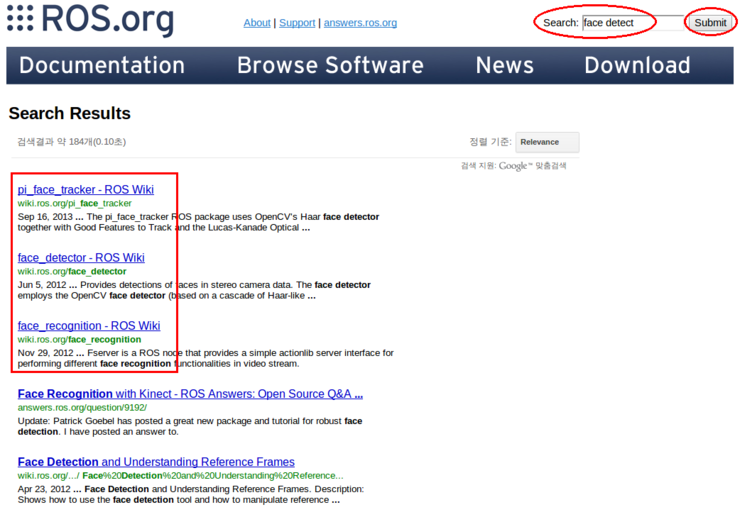 ROS.org
About | Support | answers.ros.org
Search: face detect Submit
Documentation Browse Software News Download
Search Results
검색결과 약 184개(0.10초)
정렬 기준: Relevance
검색 지원: Google™ 맞춤검색
pi_face_tracker - ROS Wiki
wiki.ros.org/pi_face_tracker
Sep 16, 2013 ... The pi_face_tracker ROS package uses OpenCV's Haar face detector
together with Good Features to Track and the Lucas-Kanade Optical ...
face_detector - ROS Wiki
wiki.ros.org/face_detector
Jun 5, 2012 ... Provides detections of faces in stereo camera data. The face detector
employs the OpenCV face detector (based on a cascade of Haar-like ...
face_recognition - ROS Wiki
wiki.ros.org/face_recognition
Nov 29, 2012 ... Fserver is a ROS node that provides a simple actionlib server interface for
performing different face recognition functionalities in video stream.
Face Recognition with Kinect - ROS Answers: Open Source Q&A ...
answers.ros.org/question/9192/
Update: Patrick Goebel has posted a great new package and tutorial for robust face
detection. I have posted an answer to.
Face Detection and Understanding Reference Frames
wiki.ros.org/.../ Face%20Detection%20and%20Understanding%20Reference...
Apr 23, 2012 ... Face Detection and Understanding Reference Frames. Description:
Shows how to use the face detection tool and how to manipulate reference ...